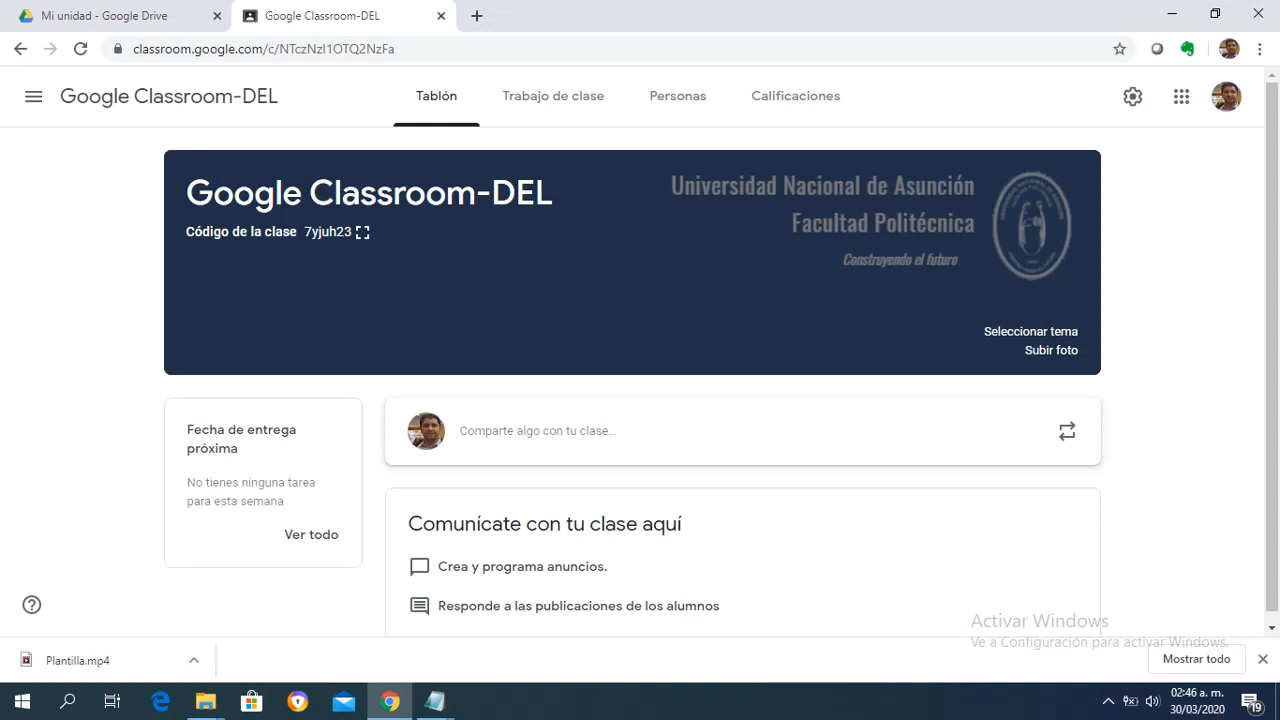 Mi unidad - Google Drive
Google Classroom-DEL
classroom.google.com/c/NTczNzI1OTQ2NzFa
Google Classroom-DEL
Tablón
Trabajo de clase
Personas
Calificaciones
Google Classroom-DEL
Código de la clase 7yjuh23
Universidad Nacional de Asunción
Facultad Politécnica
Construyendo el futuro
Seleccionar tema
Subir foto
Fecha de entrega
próxima
No tienes ninguna tarea
para esta semana
Ver todo
Comparte algo con tu clase...
Comunícate con tu clase aquí
Crea y programa anuncios.
Responde a las publicaciones de los alumnos
Activar Windows
Ve a Configuración para activar Windows.
Plantilla.mp4
Mostrar todo
02:46 a. m.
30/03/2020
19